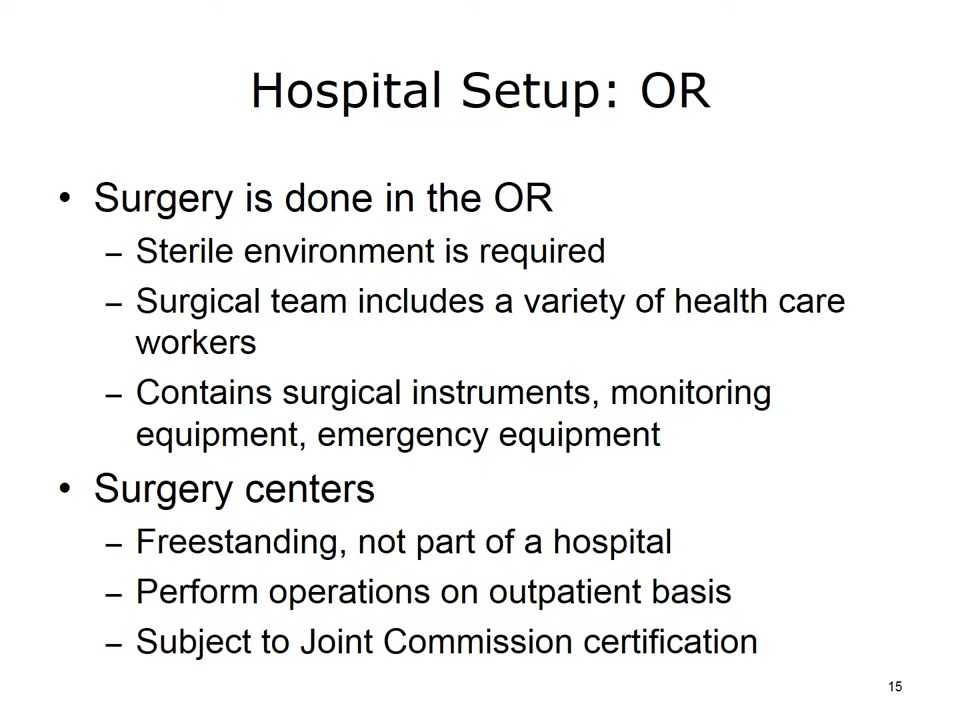 Hospital Setup: OR
• Surgery is done in the OR
– Sterile environment is required
– Surgical team includes a variety of health care
workers
– Contains surgical instruments, monitoring
equipment, emergency equipment
• Surgery centers
– Freestanding, not part of a hospital
– Perform operations on outpatient basis
– Subject to Joint Commission certification
15